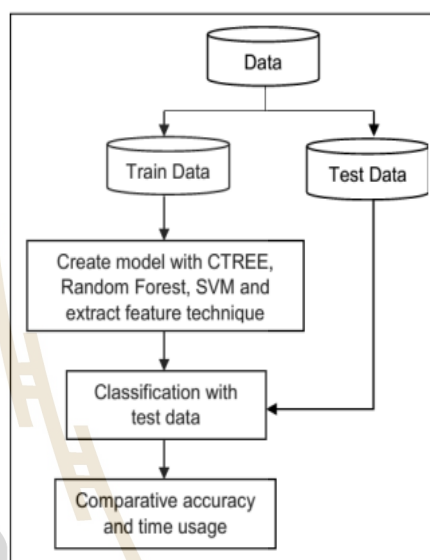 Data
Train Data
Test Data
Create model with CTREE,
Random Forest, SVM and
extract feature technique
Classification with
test data
Comparative accuracy
and time usage